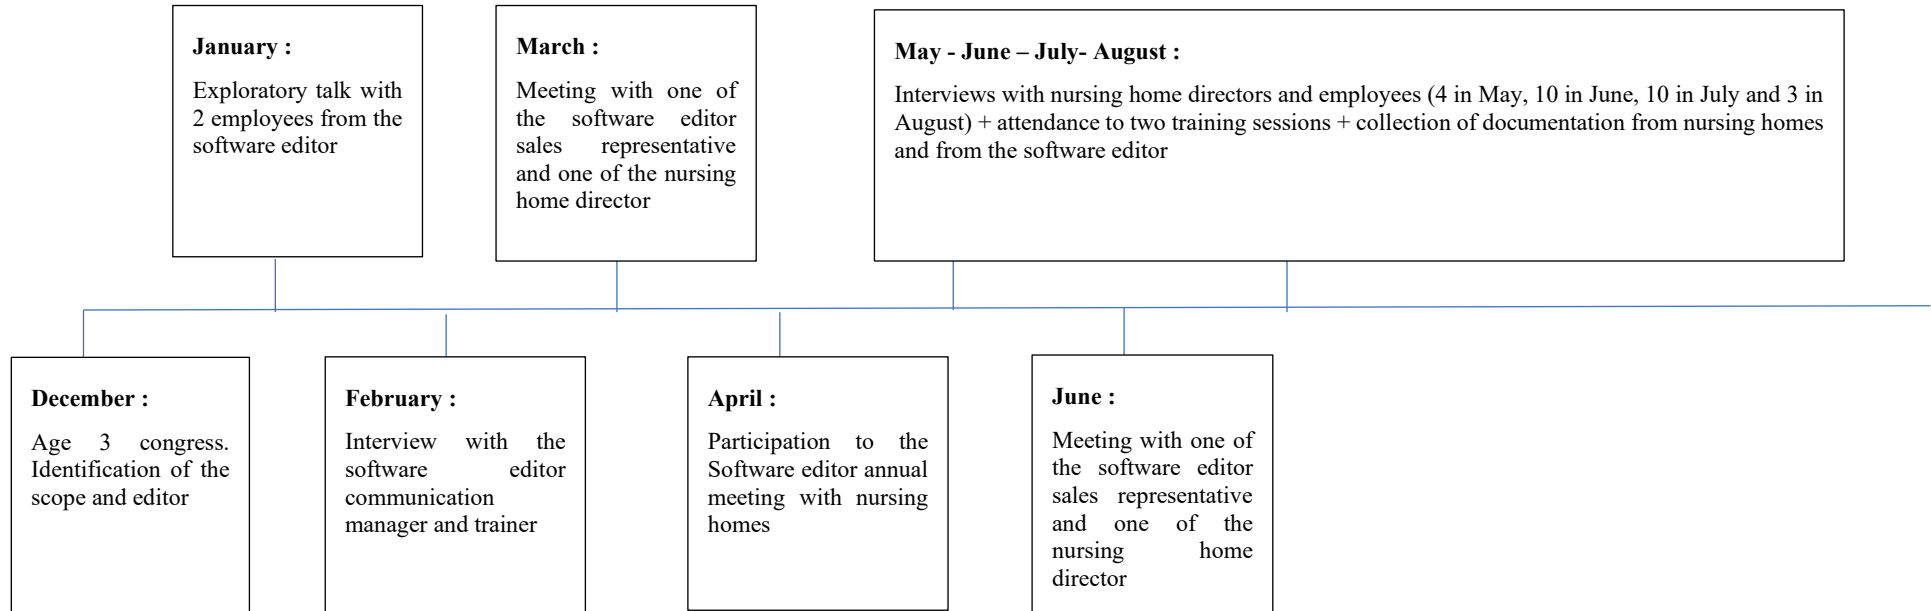 January :
Exploratory talk with
2 employees from the
software editor
March :
Meeting with one of
the software editor
sales representative
and one of the nursing
home director
May - June – July- August :
Interviews with nursing home directors and employees (4 in May, 10 in June, 10 in July and 3 in
August) + attendance to two training sessions + collection of documentation from nursing homes
and from the software editor
December :
Age 3 congress.
Identification of the
scope and editor
February :
Interview with the
software editor
communication
manager and trainer
April :
Participation to the
Software editor annual
meeting with nursing
homes
June :
Meeting with one of
the software editor
sales representative
and one of the
nursing home
director